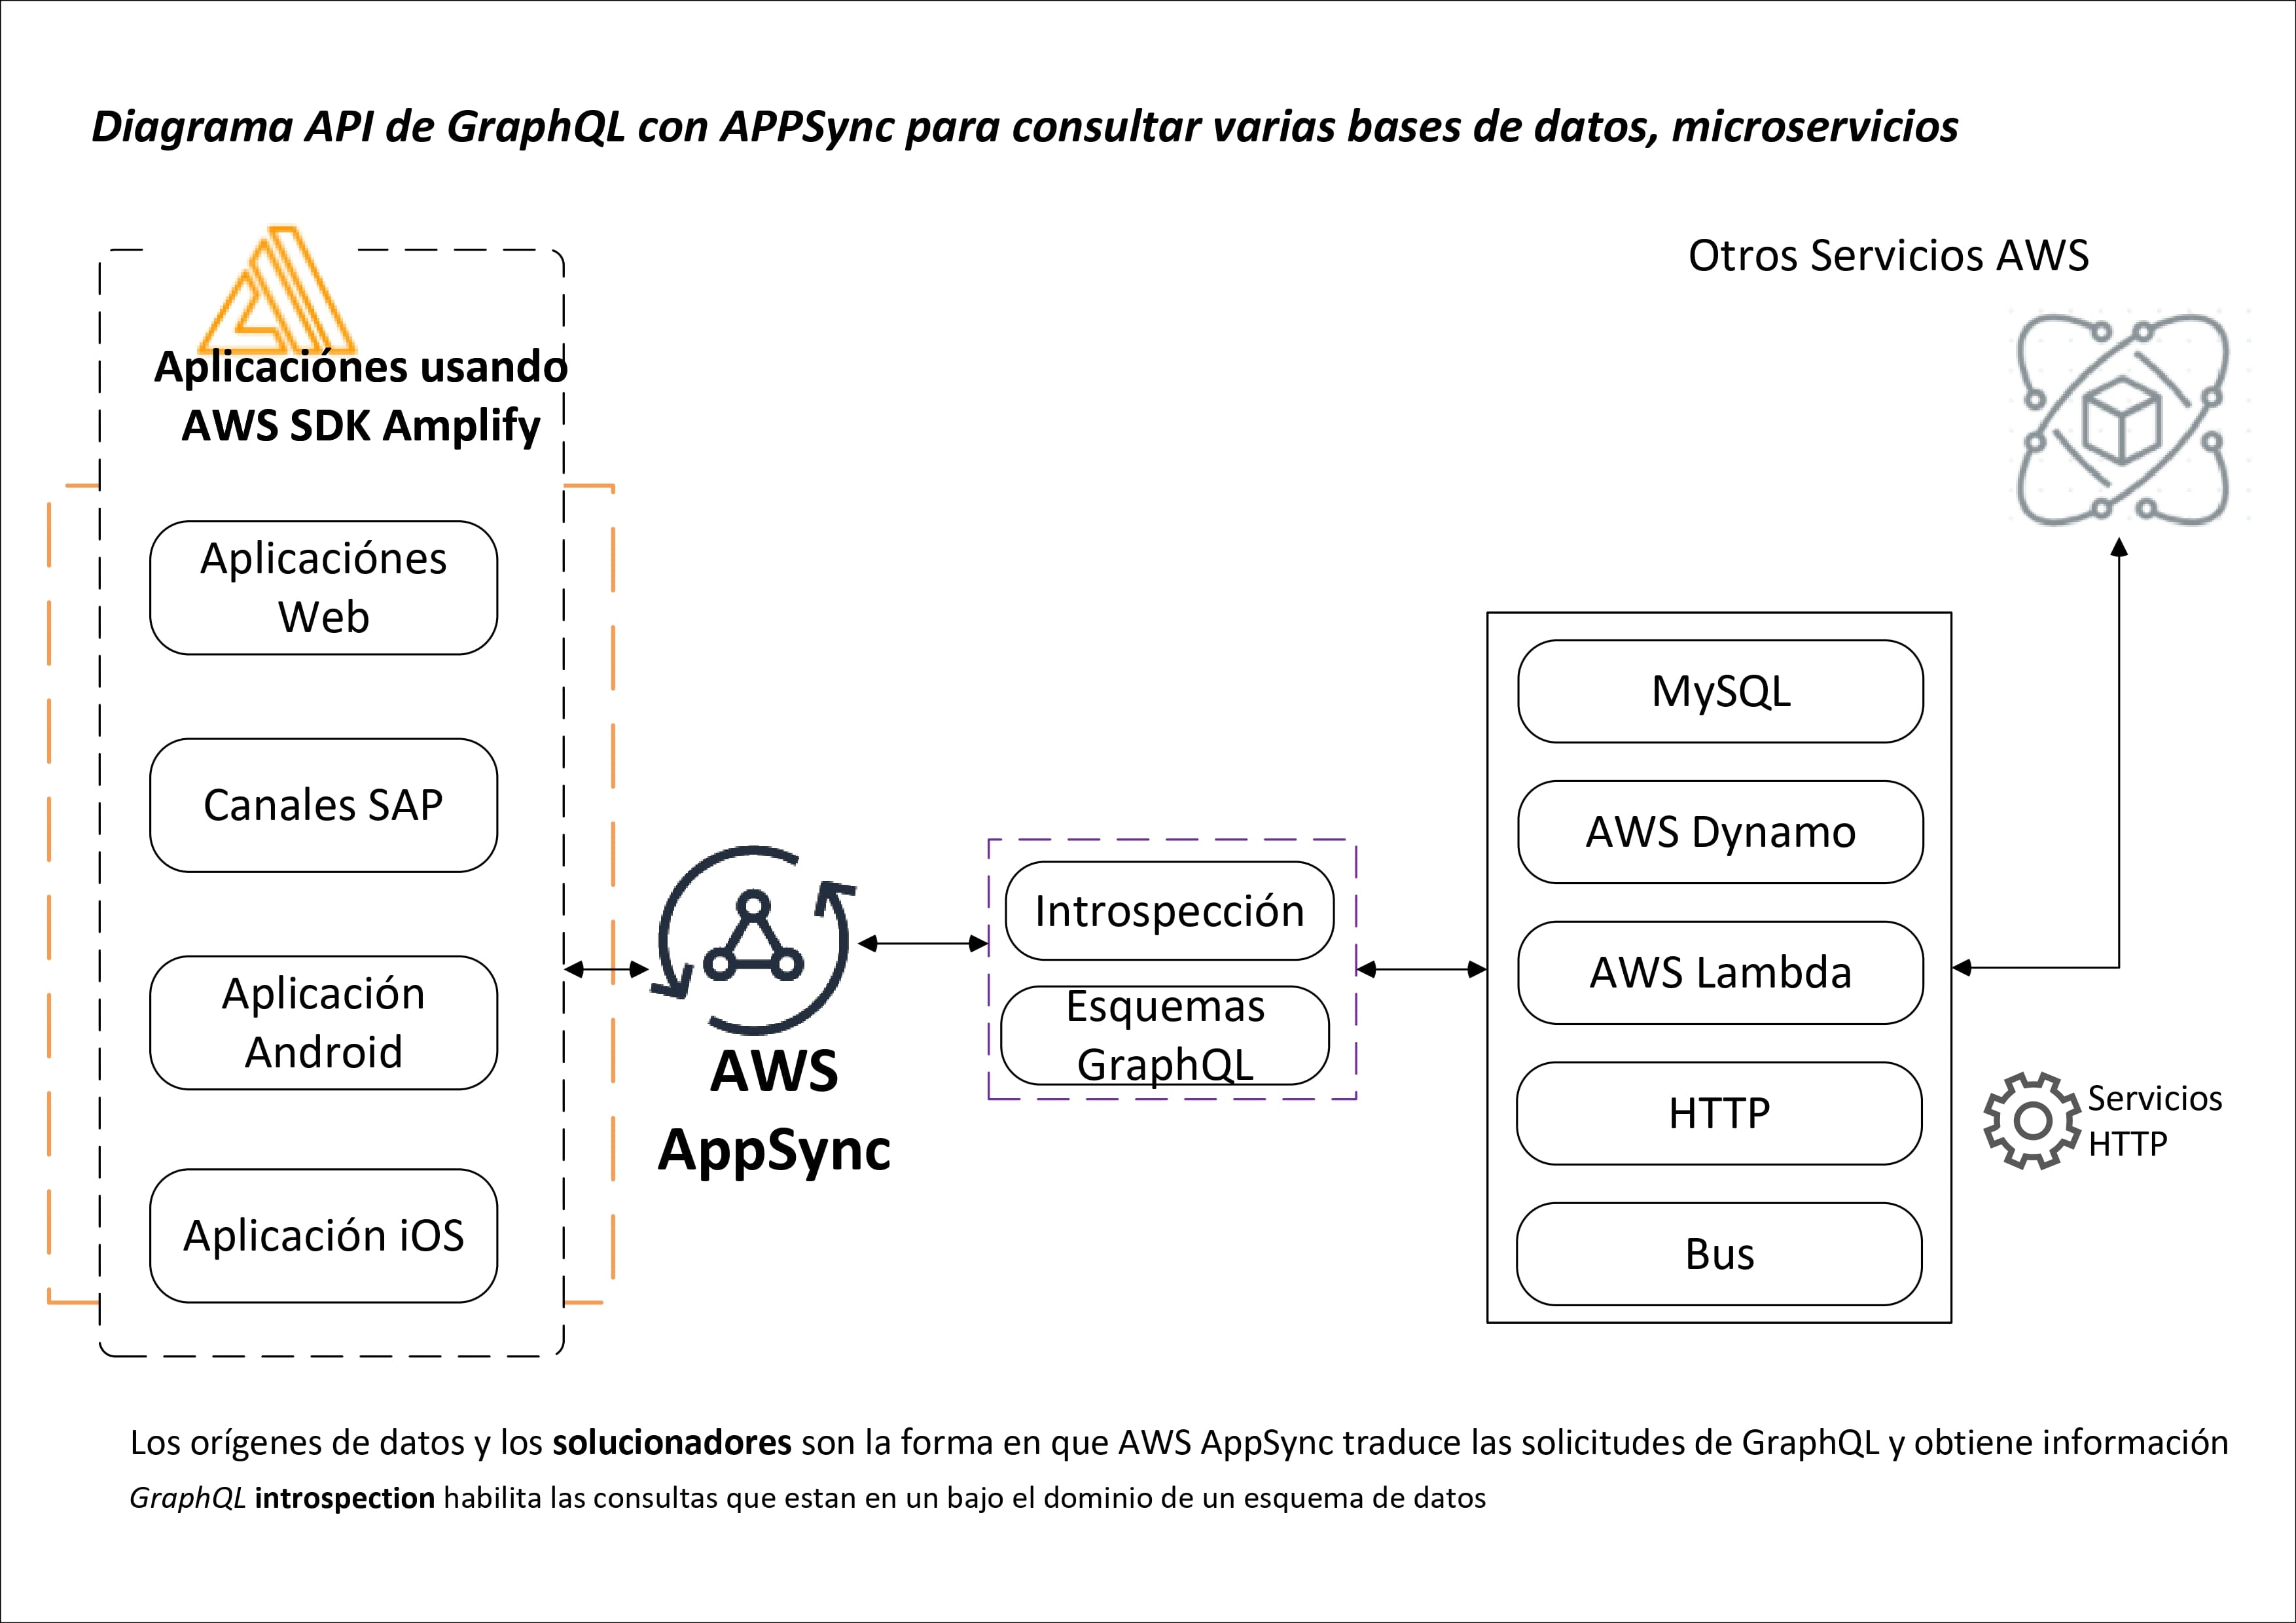 Diagrama API de GraphQL con APPSync para consultar varias bases de datos, microservicios
Otros Servicios AWS
Aplicaciónes usando
AWS SDK Amplify
Aplicaciónes
Web
Canales SAP
Aplicación
Android
Aplicación iOS
AWS
AppSync
Introspección
Esquemas
GraphQL
MySQL
AWS Dynamo
AWS Lambda
HTTP
Bus
Servicios
HTTP
Los orígenes de datos y los solucionadores son la forma en que AWS AppSync traduce las solicitudes de GraphQL y obtiene información
GraphQL introspection habilita las consultas que estan en un bajo el dominio de un esquema de datos